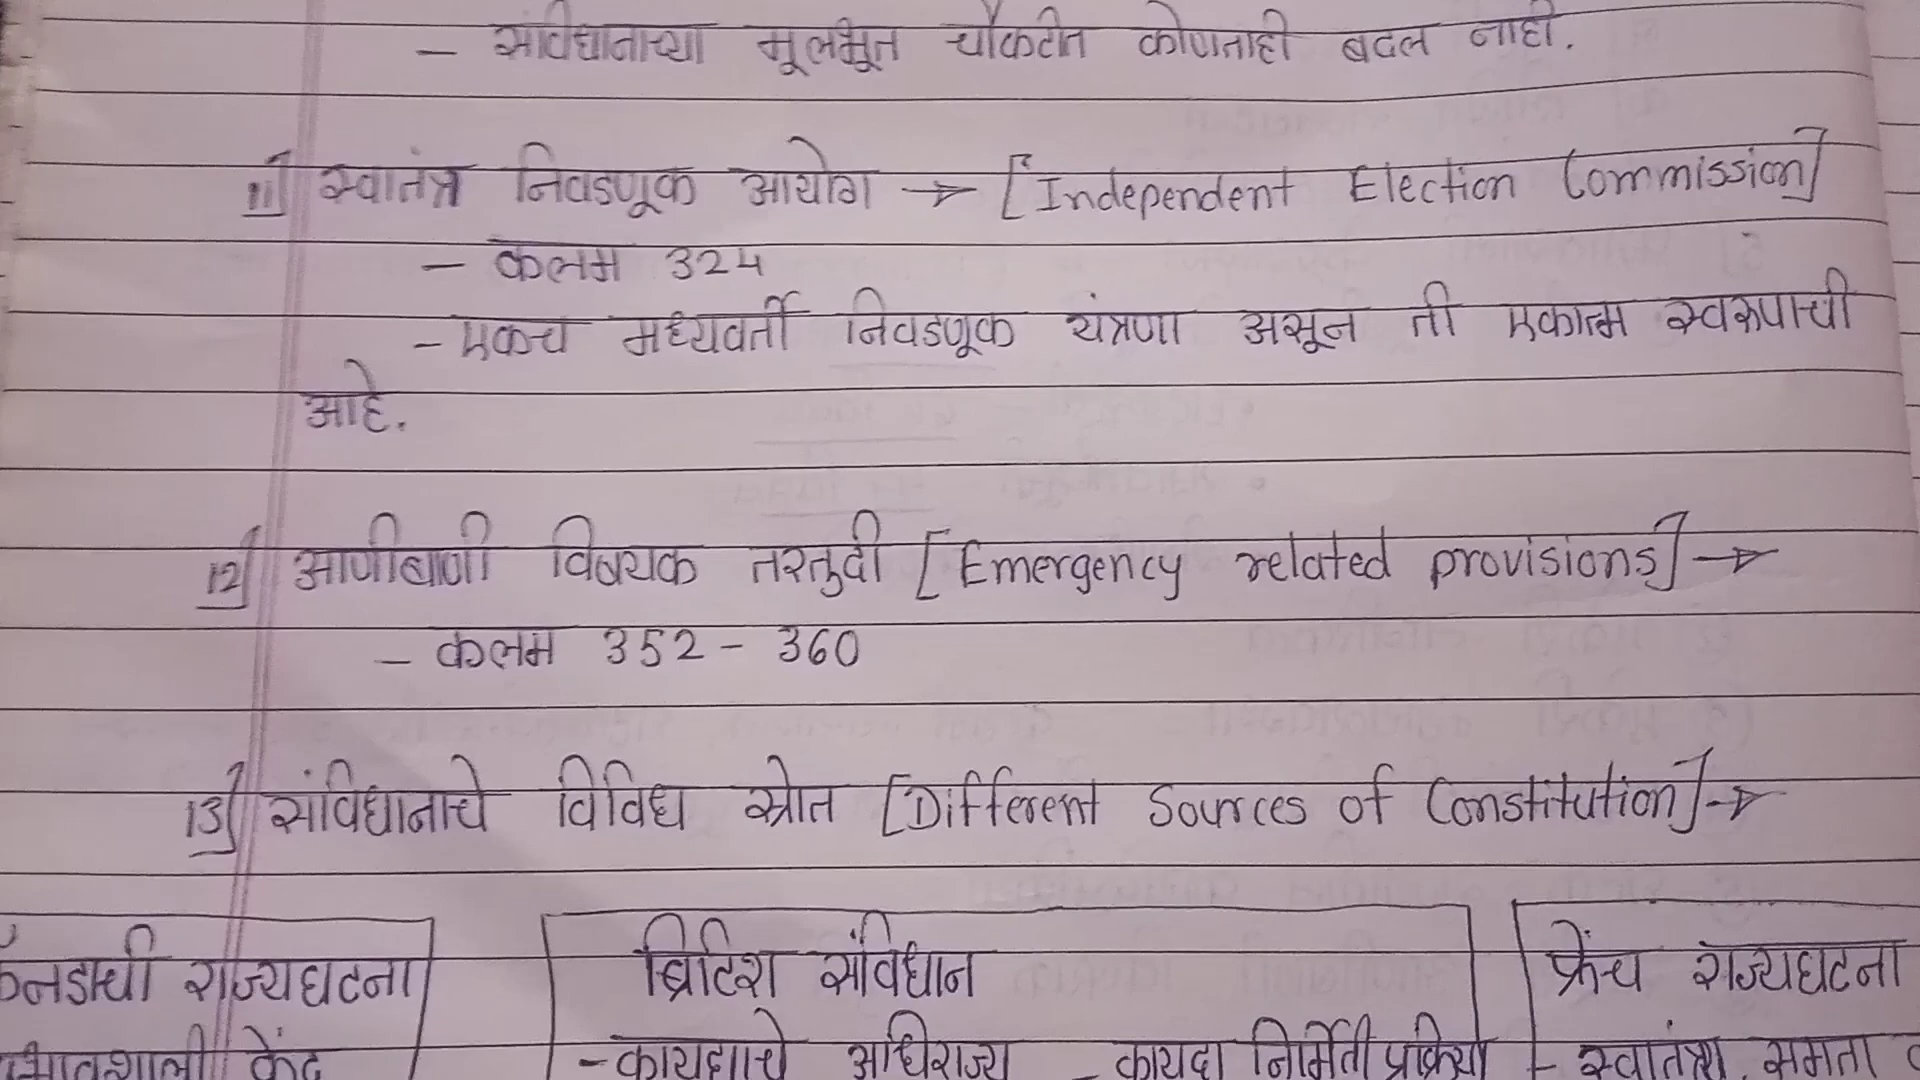 - संविधानाच्या मूलभूत चौकटीत कोणताही बदल नाही.
11) स्वातंत्र निवडणूक आयोग → [Independent Election Commission]
- कलम 324
- एकच मध्यवर्ती निवडणूक यंत्रणा असून ती एकात्म स्वरूपाची
आहे.
12) आणीबाणी विषयक तरतुदी [Emergency related provisions] →
- कलम 352 - 360
13) संविधानाचे विविध स्रोत [Different Sources of Constitution] →
राज्यघटना ब्रिटिश संविधान फ्रेंच राज्यघटना
केंद्र - कायद्याचे अधिराज्य - कायदा निर्मिती प्रक्रिया - समता